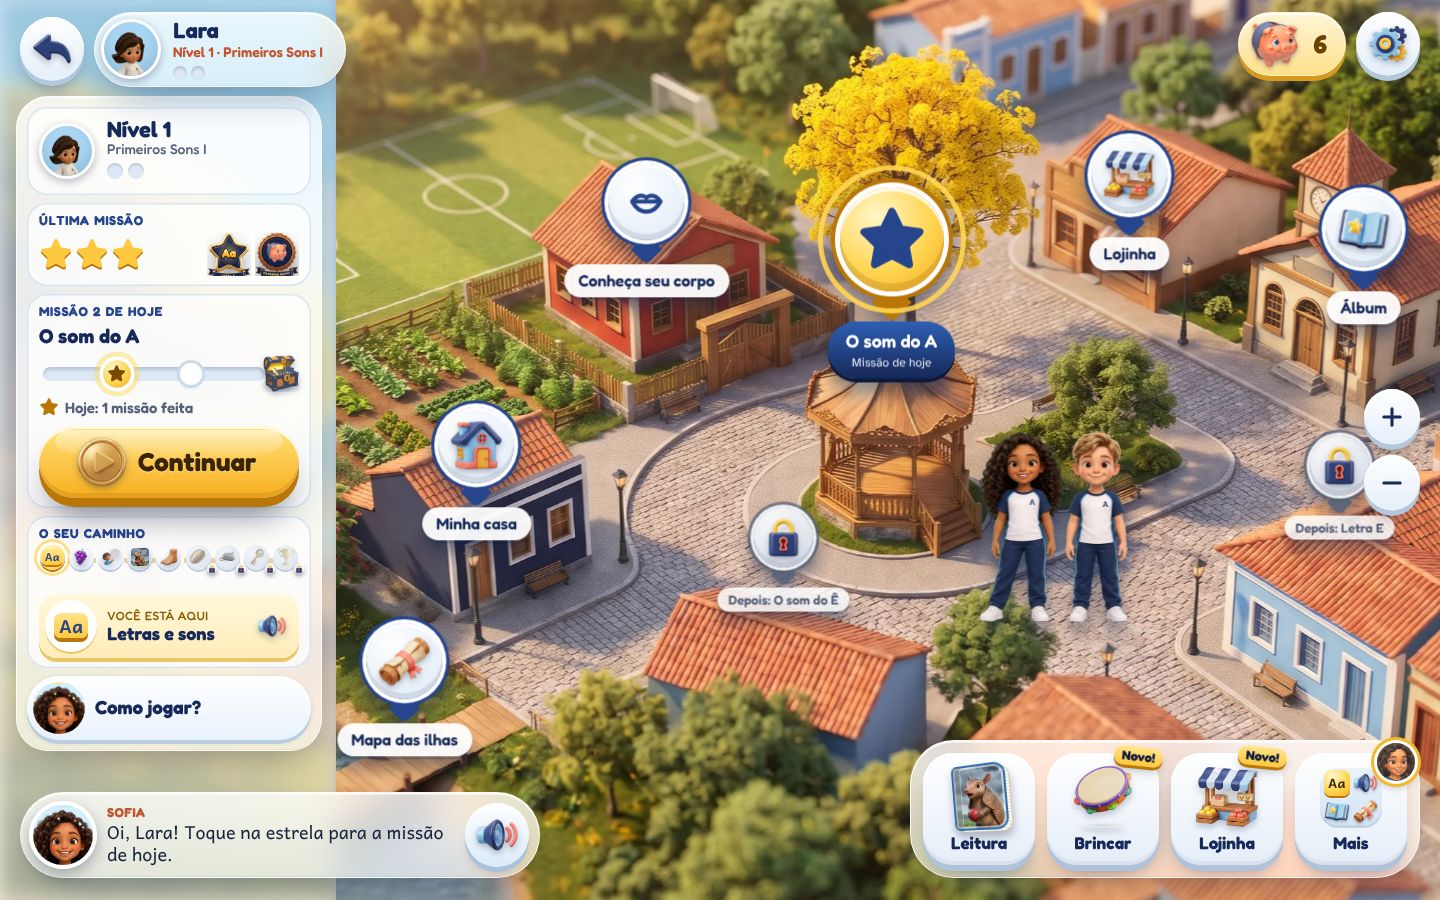 Lara
Nível 1 · Primeiros Sons I
6
Nível 1
Primeiros Sons I
ÚLTIMA MISSÃO
Aa
MISSÃO 2 DE HOJE
O som do A
Hoje: 1 missão feita
Continuar
O SEU CAMINHO
Aa
VOCÊ ESTÁ AQUI
Aa
Letras e sons
Como jogar?
SOFIA
Oi, Lara! Toque na estrela para a missão
de hoje.
Conheça seu corpo
O som do A
Missão de hoje
Lojinha
Álbum
Minha casa
Depois: O som do Ê
Depois: Letra E
Mapa das ilhas
A
A
Leitura
Novo!
Brincar
Novo!
Lojinha
Aa
Mais